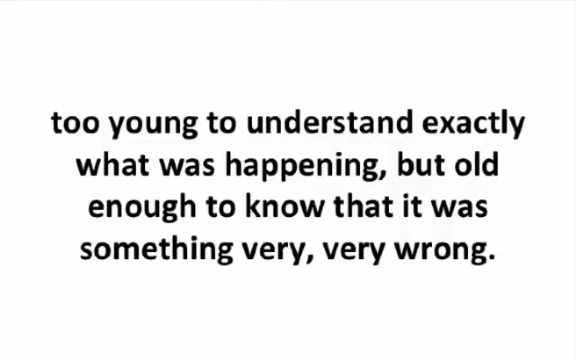 too young to understand exactly
what was happening, but old
enough to know that it was
something very, very wrong.